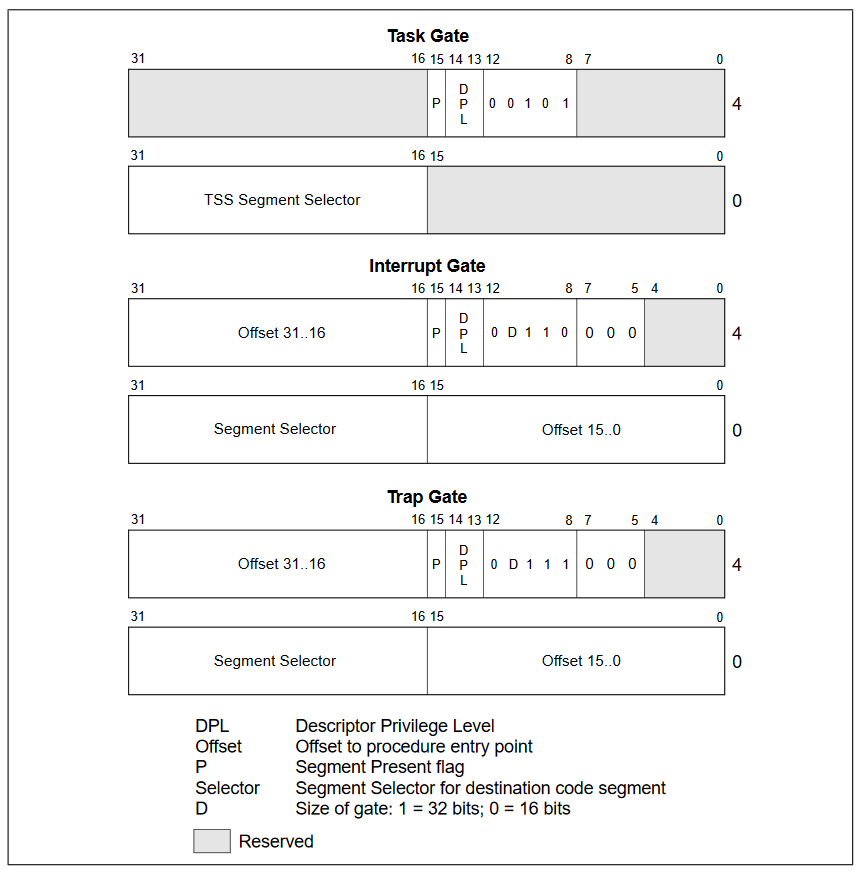 Task Gate
31 16 15 14 13 12 8 7 0
P D P L 0 0 1 0 1 4
31 16 15 0
TSS Segment Selector 0
Interrupt Gate
31 16 15 14 13 12 8 7 5 4 0
Offset 31..16 P D P L 0 D 1 1 0 0 0 0 4
31 16 15 0
Segment Selector Offset 15..0 0
Trap Gate
31 16 15 14 13 12 8 7 5 4 0
Offset 31..16 P D P L 0 D 1 1 1 0 0 0 4
31 16 15 0
Segment Selector Offset 15..0 0
DPL Descriptor Privilege Level
Offset Offset to procedure entry point
P Segment Present flag
Selector Segment Selector for destination code segment
D Size of gate: 1 = 32 bits; 0 = 16 bits
Reserved